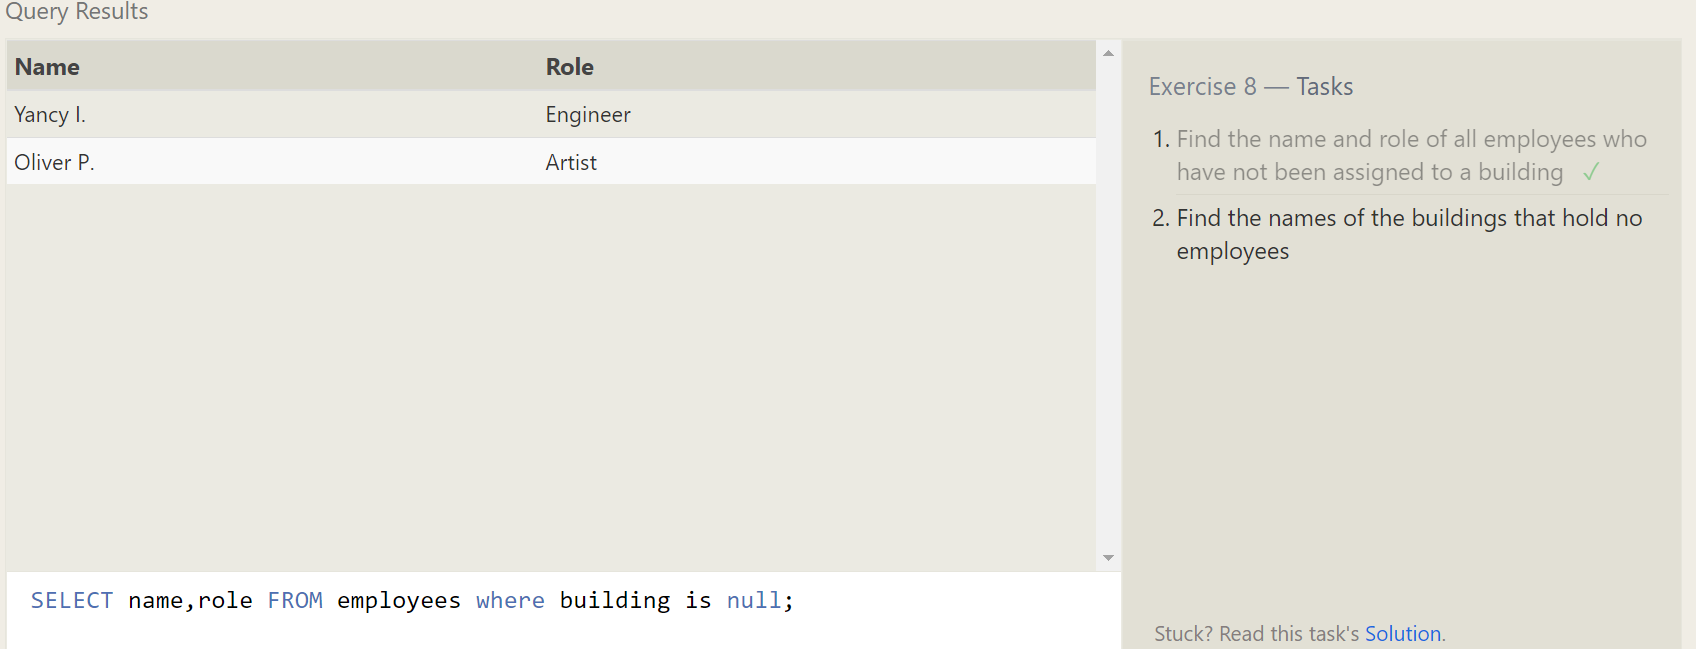 Query Results
Name Role
Yancy I. Engineer
Oliver P. Artist
SELECT name,role FROM employees where building is null;
Exercise 8 — Tasks
1. Find the name and role of all employees who
have not been assigned to a building ✓
2. Find the names of the buildings that hold no
employees
Stuck? Read this task's Solution.